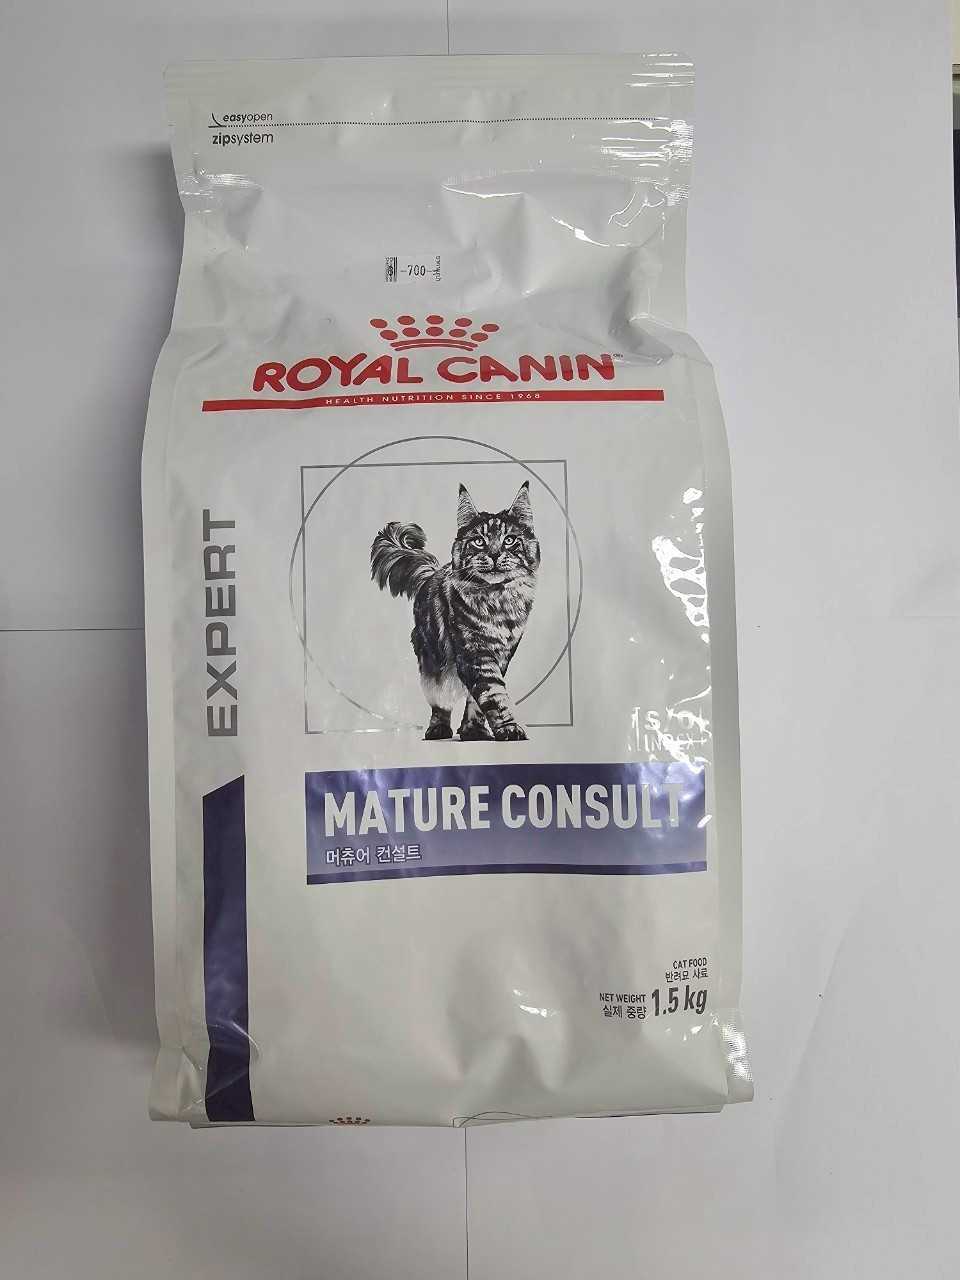 easyopen
zipsystem
-700-
ROYAL CANIN
HEALTH NUTRITION SINCE 1968
EXPERT
S/O
INDEX
MATURE CONSULT
머츄어 컨설트
CAT FOOD
반려묘 사료
NET WEIGHT
실제 중량 1.5 kg